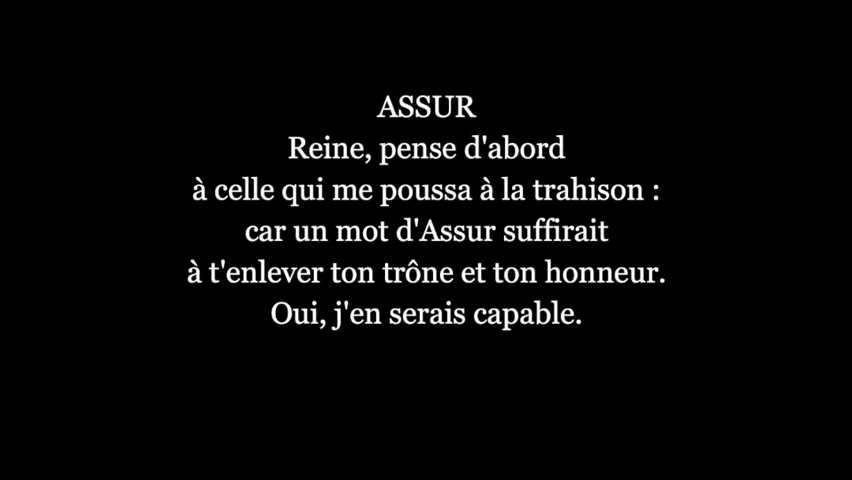 ASSUR
Reine, pense d'abord
à celle qui me poussa à la trahison :
car un mot d'Assur suffirait
à t'enlever ton trône et ton honneur.
Oui, j'en serais capable.